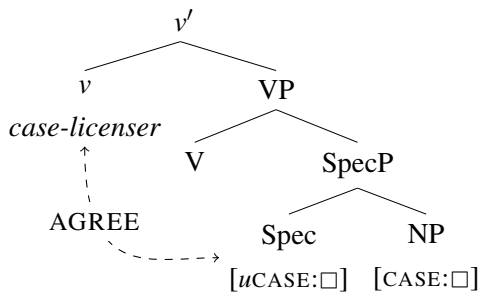 v′
v VP
case-licenser V SpecP
AGREE Spec NP
[uCASE:□] [CASE:□]